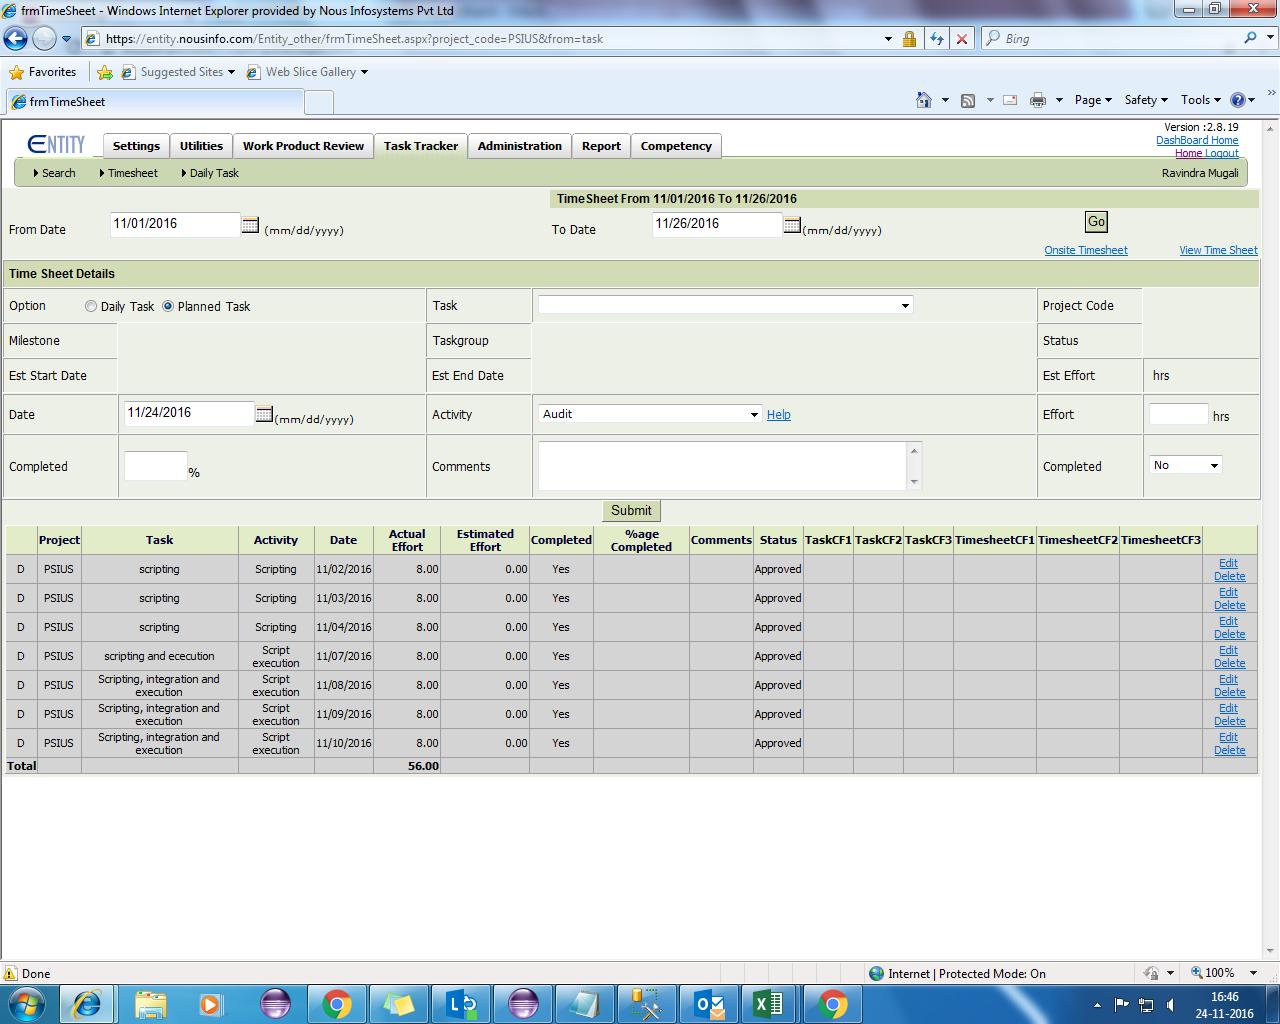 frmTimeSheet - Windows Internet Explorer provided by Nous Infosystems Pvt Ltd
https://entity.nousinfo.com/Entity_other/frmTimeSheet.aspx?project_code=PSIUS&from=task
Bing
Favorites Suggested Sites Web Slice Gallery
frmTimeSheet Page Safety Tools
Version :2.8.19
DashBoard Home
Home Logout
ENTITY Settings Utilities Work Product Review Task Tracker Administration Report Competency
Search Timesheet Daily Task Ravindra Mugali
TimeSheet From 11/01/2016 To 11/26/2016
From Date 11/01/2016 (mm/dd/yyyy) To Date 11/26/2016 (mm/dd/yyyy) Go
Onsite Timesheet View Time Sheet
Time Sheet Details
Option Daily Task Planned Task Task Project Code
Milestone Taskgroup Status
Est Start Date Est End Date Est Effort hrs
Date 11/24/2016 (mm/dd/yyyy) Activity Audit Help Effort hrs
Completed % Comments Completed No
Submit
Project Task Activity Date Actual Effort Estimated Effort Completed %age Completed Comments Status TaskCF1 TaskCF2 TaskCF3 TimesheetCF1 TimesheetCF2 TimesheetCF3
D PSIUS scripting Scripting 11/02/2016 8.00 0.00 Yes Approved Edit Delete
D PSIUS scripting Scripting 11/03/2016 8.00 0.00 Yes Approved Edit Delete
D PSIUS scripting Scripting 11/04/2016 8.00 0.00 Yes Approved Edit Delete
D PSIUS scripting and ececution Script execution 11/07/2016 8.00 0.00 Yes Approved Edit Delete
D PSIUS Scripting, integration and execution Script execution 11/08/2016 8.00 0.00 Yes Approved Edit Delete
D PSIUS Scripting, integration and execution Script execution 11/09/2016 8.00 0.00 Yes Approved Edit Delete
D PSIUS Scripting, integration and execution Script execution 11/10/2016 8.00 0.00 Yes Approved Edit Delete
Total 56.00
Done Internet | Protected Mode: On 100%
16:46
24-11-2016